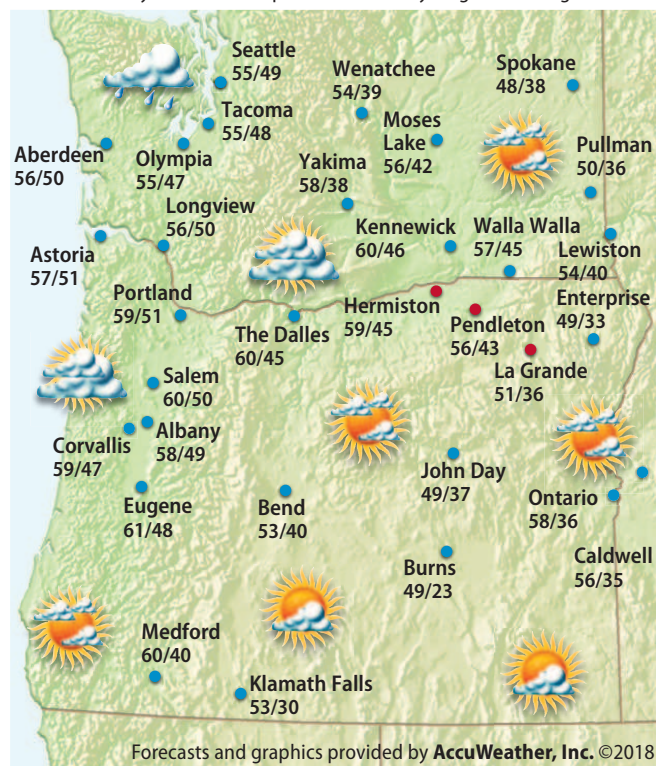 Seattle
55/49
Wenatchee
54/39
Spokane
48/38
Tacoma
55/48
Moses
Lake
56/42
Pullman
50/36
Aberdeen
56/50
Olympia
55/47
Yakima
58/38
Longview
56/50
Kennewick
60/46
Walla Walla
57/45
Lewiston
54/40
Astoria
57/51
Portland
59/51
The Dalles
60/45
Hermiston
59/45
Pendleton
56/43
Enterprise
49/33
La Grande
51/36
Salem
60/50
Albany
58/49
Corvallis
59/47
Eugene
61/48
Bend
53/40
John Day
49/37
Ontario
58/36
Caldwell
56/35
Burns
49/23
Medford
60/40
Klamath Falls
53/30
Forecasts and graphics provided by AccuWeather, Inc. ©2018